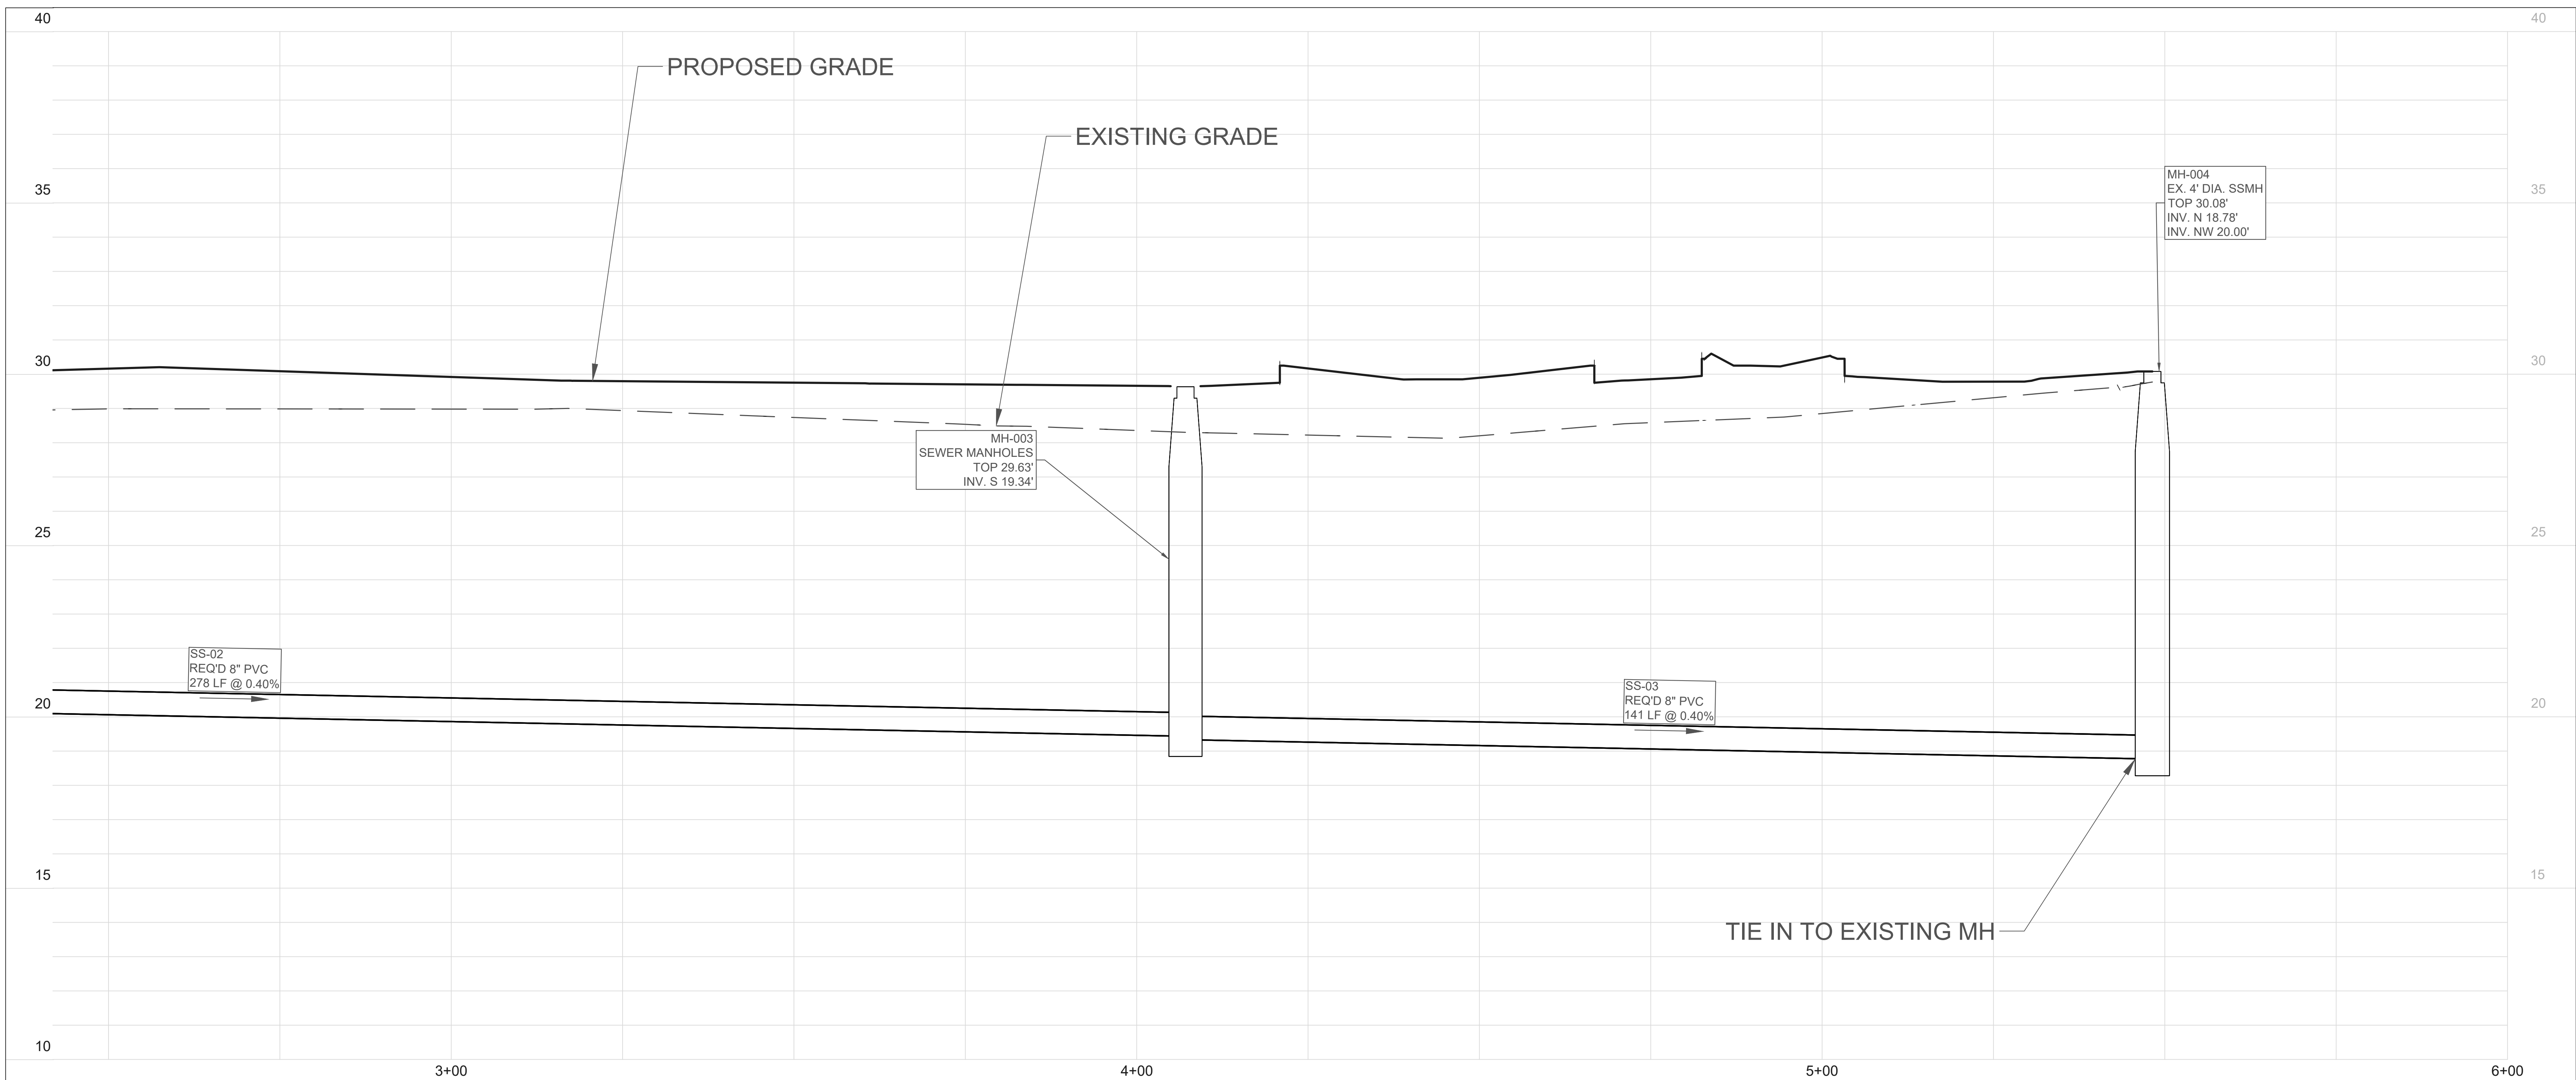 40
40
PROPOSED GRADE
EXISTING GRADE
35
35
MH-004
EX. 4' DIA. SSMH
TOP 30.08'
INV. N 18.78'
INV. NW 20.00'
30
30
MH-003
SEWER MANHOLES
TOP 29.63'
INV. S 19.34'
25
25
SS-02
REQ'D 8" PVC
278 LF @ 0.40%
SS-03
REQ'D 8" PVC
141 LF @ 0.40%
20
20
15
15
TIE IN TO EXISTING MH
10
3+00
4+00
5+00
6+00